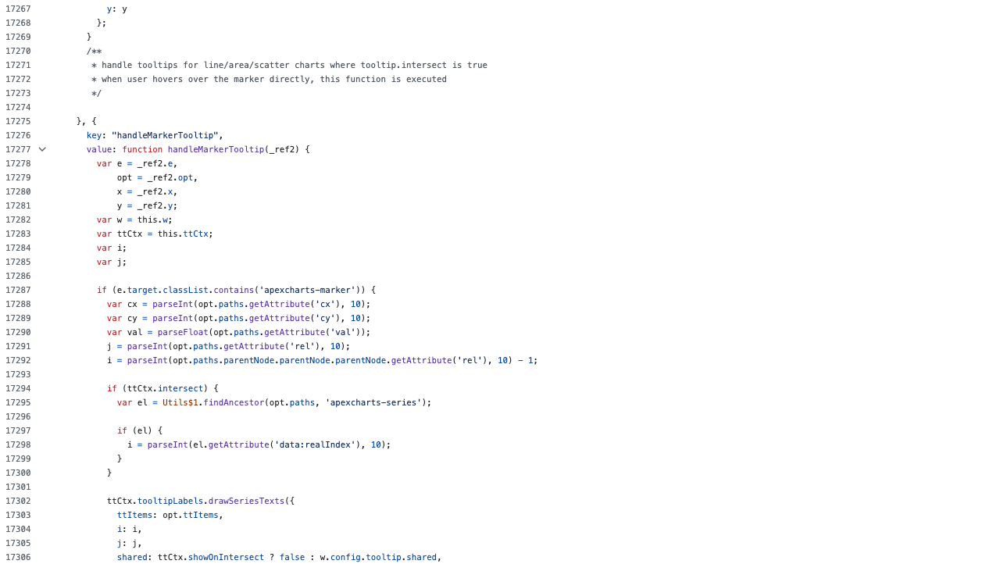 17267 y: y
17268 };
17269 }
17270 /**
17271 * handle tooltips for line/area/scatter charts where tooltip.intersect is true
17272 * when user hovers over the marker directly, this function is executed
17273 */
17274
17275 }, {
17276 key: "handleMarkerTooltip",
17277 value: function handleMarkerTooltip(_ref2) {
17278 var e = _ref2.e,
17279 opt = _ref2.opt,
17280 x = _ref2.x,
17281 y = _ref2.y;
17282 var w = this.w;
17283 var ttCtx = this.ttCtx;
17284 var i;
17285 var j;
17286
17287 if (e.target.classList.contains('apexcharts-marker')) {
17288 var cx = parseInt(opt.paths.getAttribute('cx'), 10);
17289 var cy = parseInt(opt.paths.getAttribute('cy'), 10);
17290 var val = parseFloat(opt.paths.getAttribute('val'));
17291 j = parseInt(opt.paths.getAttribute('rel'), 10);
17292 i = parseInt(opt.paths.parentNode.parentNode.parentNode.getAttribute('rel'), 10) - 1;
17293
17294 if (ttCtx.intersect) {
17295 var el = Utils$1.findAncestor(opt.paths, 'apexcharts-series');
17296
17297 if (el) {
17298 i = parseInt(el.getAttribute('data:realIndex'), 10);
17299 }
17300 }
17301
17302 ttCtx.tooltipLabels.drawSeriesTexts({
17303 ttItems: opt.ttItems,
17304 i: i,
17305 j: j,
17306 shared: ttCtx.showOnIntersect ? false : w.config.tooltip.shared,